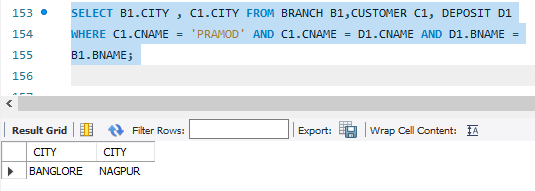 153 SELECT B1.CITY , C1.CITY FROM BRANCH B1,CUSTOMER C1, DEPOSIT D1
154 WHERE C1.CNAME = 'PRAMOD' AND C1.CNAME = D1.CNAME AND D1.BNAME =
155 B1.BNAME;
156
Result Grid Filter Rows: Export: Wrap Cell Content:
CITY CITY
BANGLORE NAGPUR